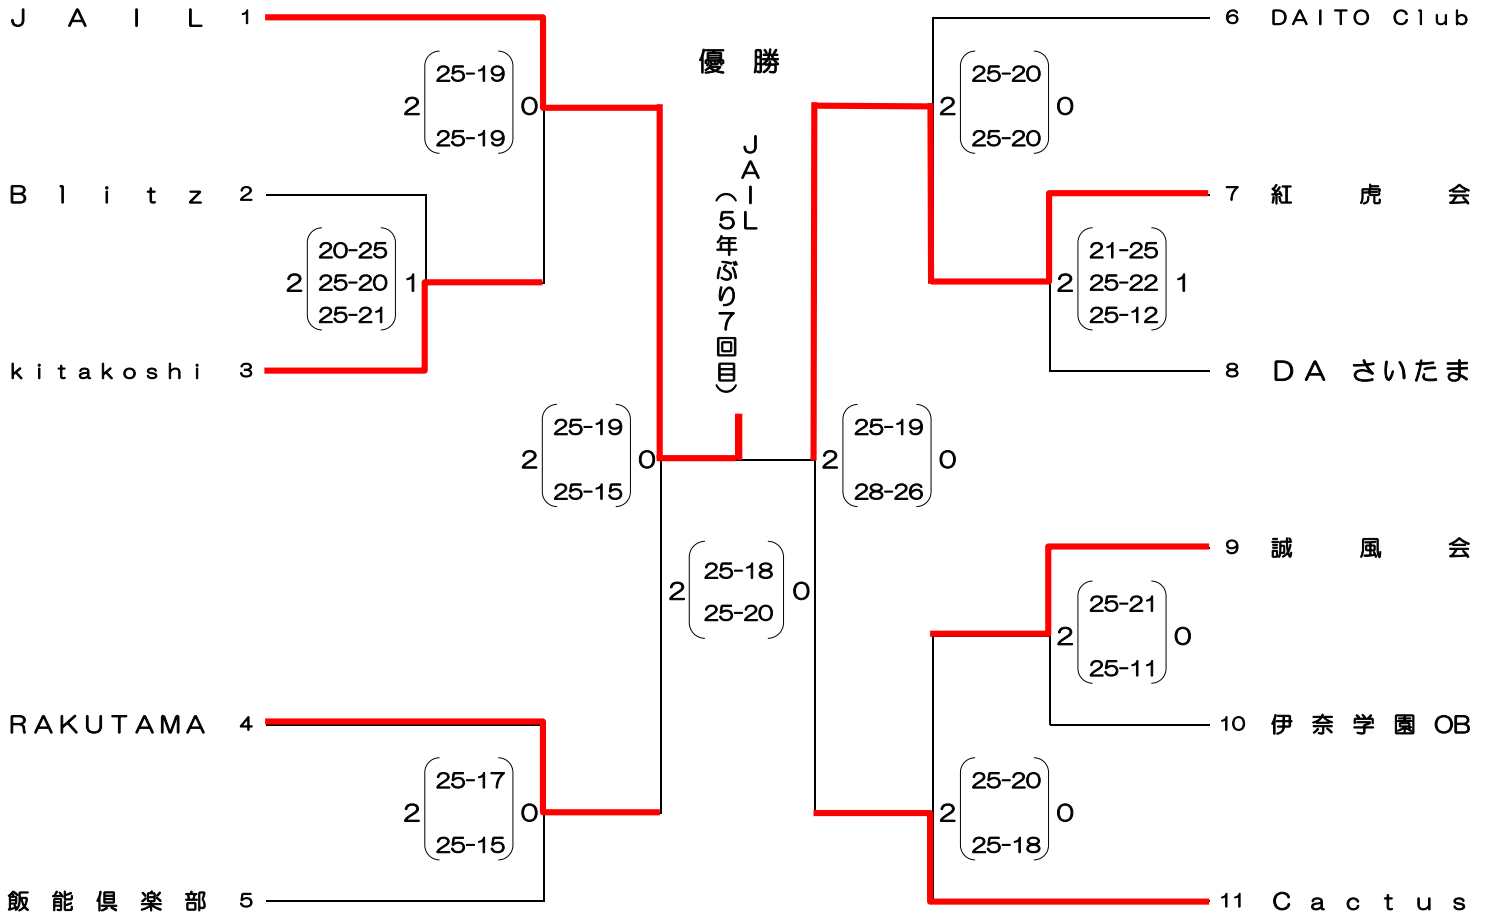 JAIL 1
2 25-19 25-19 0
Blitz 2
2 20-25 25-20 25-21 1
kitakoshi 3
2 25-19 25-15 0
RAKUTAMA 4
2 25-17 25-15 0
飯能倶楽部 5
優勝
JAIL
(5年ぶり7回目)
2 25-18 25-20 0
6 DAITO Club
2 25-20 25-20 0
7 紅虎会
2 21-25 25-22 25-12 1
8 DA さいたま
2 25-19 28-26 0
9 誠風会
2 25-21 25-11 0
10 伊奈学園OB
2 25-20 25-18 0
11 Cactus